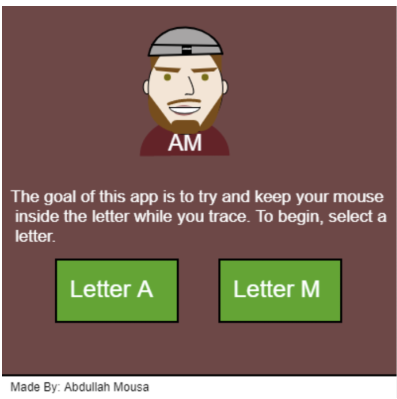 AM
The goal of this app is to try and keep your mouse
inside the letter while you trace. To begin, select a
letter.
Letter A
Letter M
Made By: Abdullah Mousa